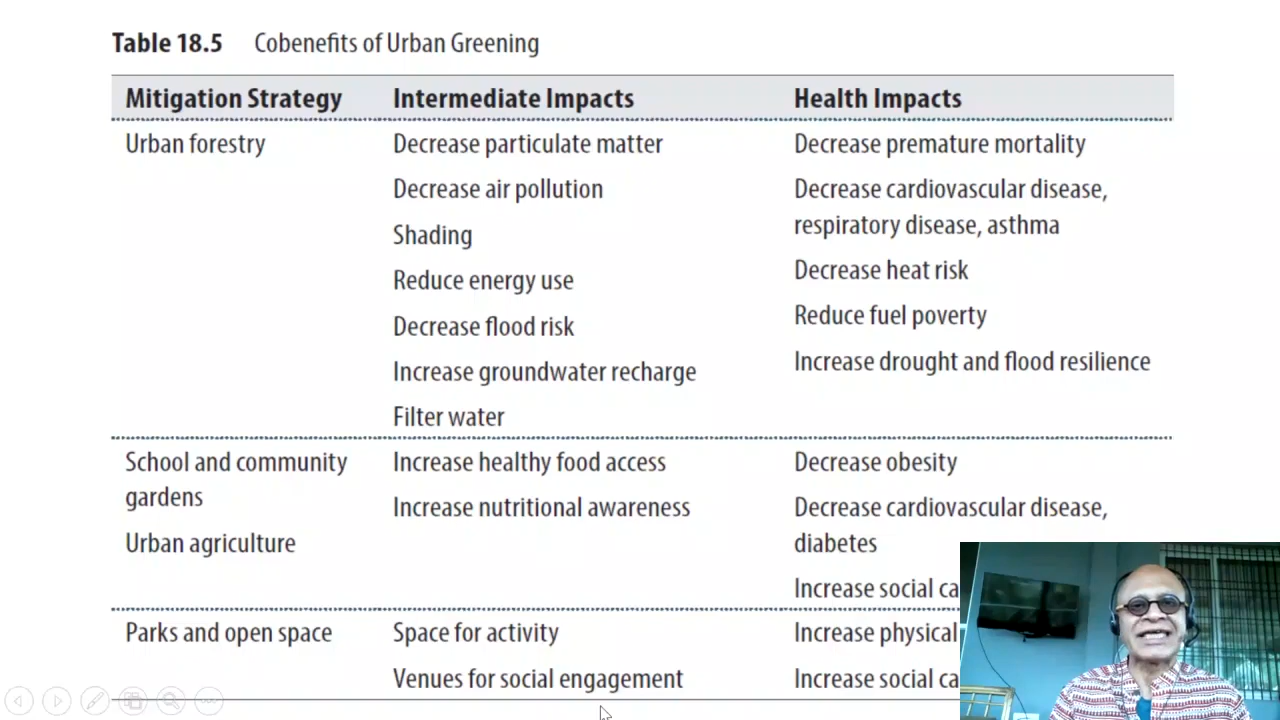 Table 18.5 Cobenefits of Urban Greening
Mitigation Strategy Intermediate Impacts Health Impacts
Urban forestry Decrease particulate matter Decrease premature mortality
Decrease air pollution Decrease cardiovascular disease,
respiratory disease, asthma
Shading
Decrease heat risk
Reduce energy use
Reduce fuel poverty
Decrease flood risk
Increase drought and flood resilience
Increase groundwater recharge
Filter water
School and community Increase healthy food access Decrease obesity
gardens
Increase nutritional awareness Decrease cardiovascular disease,
Urban agriculture diabetes
Increase social
Parks and open space Space for activity Increase physical
Venues for social engagement Increase social